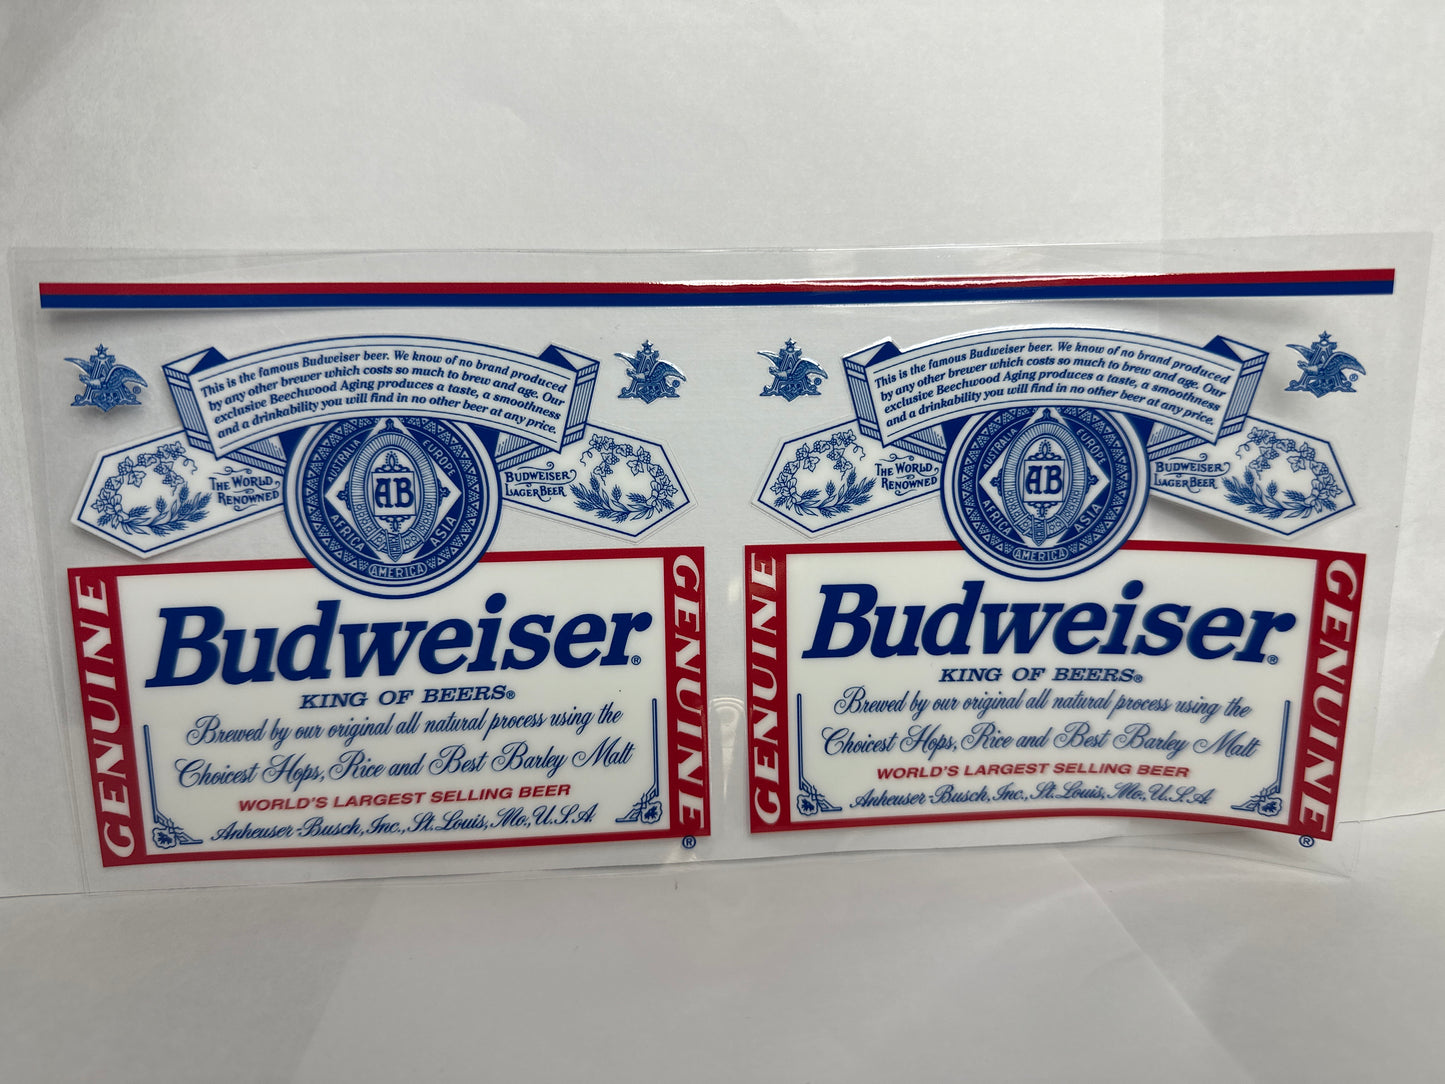 This is the famous Budweiser beer. We know of no brand produced
by any other brewer which costs so much to brew and age. Our
exclusive Beechwood Aging produces a taste, a smoothness
and a drinkability you will find in no other beer at any price.
THE WORLD
RENOWNED
AUSTRALIA EUROPE
AB
AFRICA ASIA
AMERICA
BUDWEISER
LAGER BEER
GENUINE
Budweiser®
KING OF BEERS®
Brewed by our original all natural process using the
Choicest Hops, Rice and Best Barley Malt
WORLD'S LARGEST SELLING BEER
Anheuser-Busch, Inc., St. Louis, Mo., U.S.A.
GENUINE
®
This is the famous Budweiser beer. We know of no brand produced
by any other brewer which costs so much to brew and age. Our
exclusive Beechwood Aging produces a taste, a smoothness
and a drinkability you will find in no other beer at any price.
THE WORLD
RENOWNED
AUSTRALIA EUROPE
AB
AFRICA ASIA
AMERICA
BUDWEISER
LAGER BEER
GENUINE
Budweiser®
KING OF BEERS®
Brewed by our original all natural process using the
Choicest Hops, Rice and Best Barley Malt
WORLD'S LARGEST SELLING BEER
Anheuser-Busch, Inc., St. Louis, Mo., U.S.A.
GENUINE
®